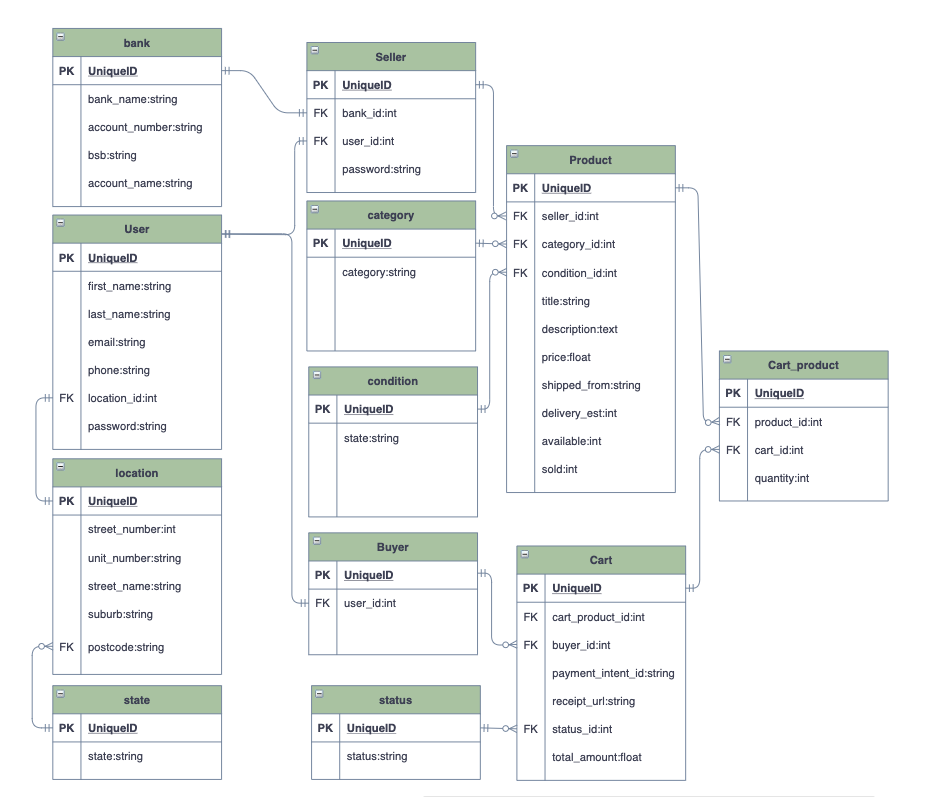 bank
PK UniqueID
bank_name:string
account_number:string
bsb:string
account_name:string
User
PK UniqueID
first_name:string
last_name:string
email:string
phone:string
FK location_id:int
password:string
location
PK UniqueID
street_number:int
unit_number:string
street_name:string
suburb:string
FK postcode:string
state
PK UniqueID
state:string
Seller
PK UniqueID
FK bank_id:int
FK user_id:int
password:string
category
PK UniqueID
category:string
condition
PK UniqueID
state:string
Buyer
PK UniqueID
FK user_id:int
status
PK UniqueID
status:string
Product
PK UniqueID
FK seller_id:int
FK category_id:int
FK condition_id:int
title:string
description:text
price:float
shipped_from:string
delivery_est:int
available:int
sold:int
Cart
PK UniqueID
FK cart_product_id:int
FK buyer_id:int
payment_intent_id:string
receipt_url:string
FK status_id:int
total_amount:float
Cart_product
PK UniqueID
FK product_id:int
FK cart_id:int
quantity:int